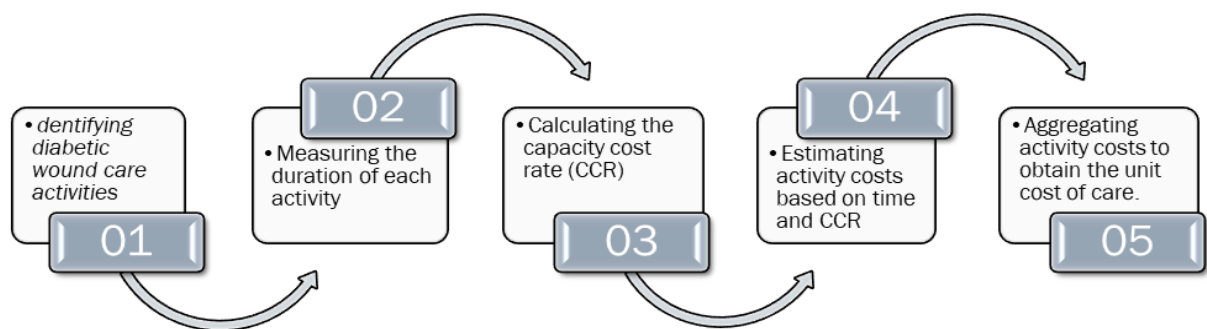 • dentifying
diabetic
wound care
activities
01
02
• Measuring the
duration of each
activity
• Calculating the
capacity cost
rate (CCR)
03
04
• Estimating
activity costs
based on time
and CCR
• Aggregating
activity costs to
obtain the unit
cost of care.
05